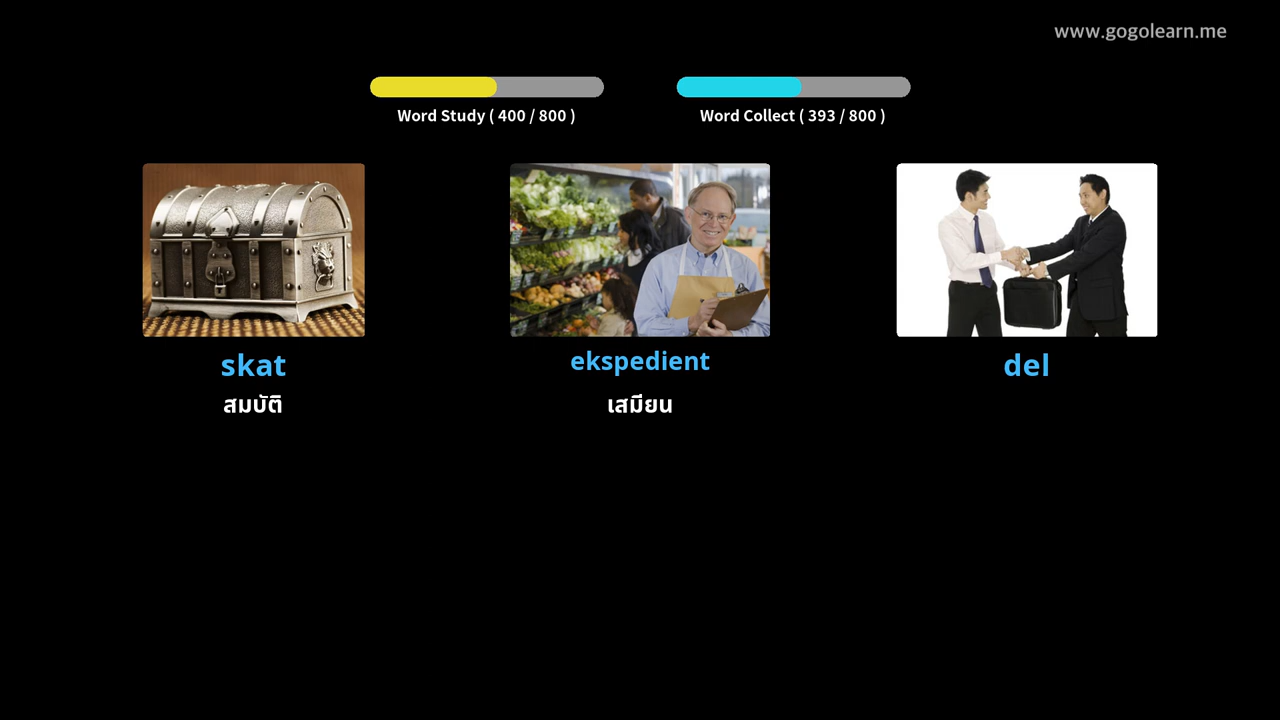 www.gogolearn.me
Word Study ( 400 / 800 )
Word Collect ( 393 / 800 )
skat
ekspedient
del
สมบัติ
เสมียน